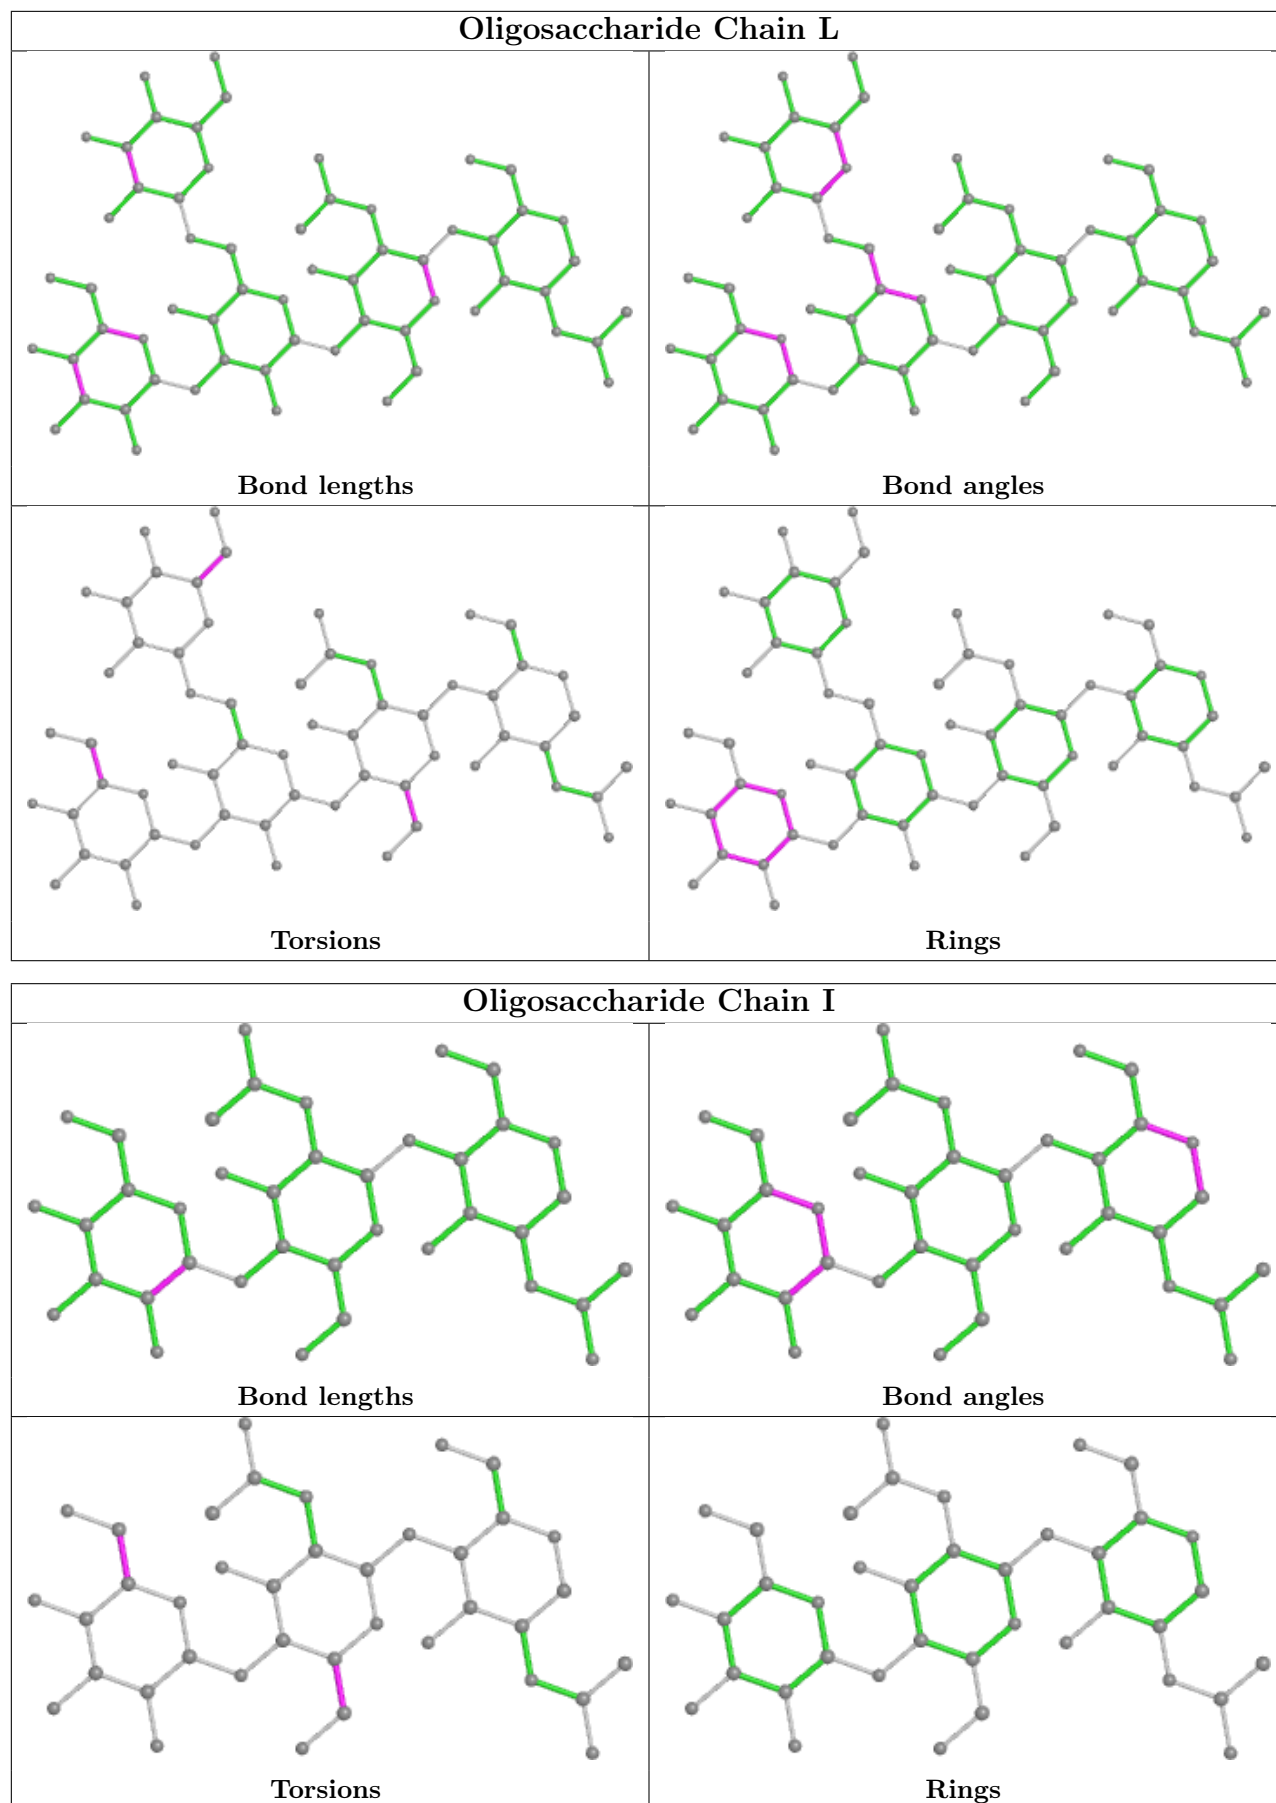 Oligosaccharide Chain L
Bond lengths
Bond angles
Torsions
Rings
Oligosaccharide Chain I
Bond lengths
Bond angles
Torsions
Rings